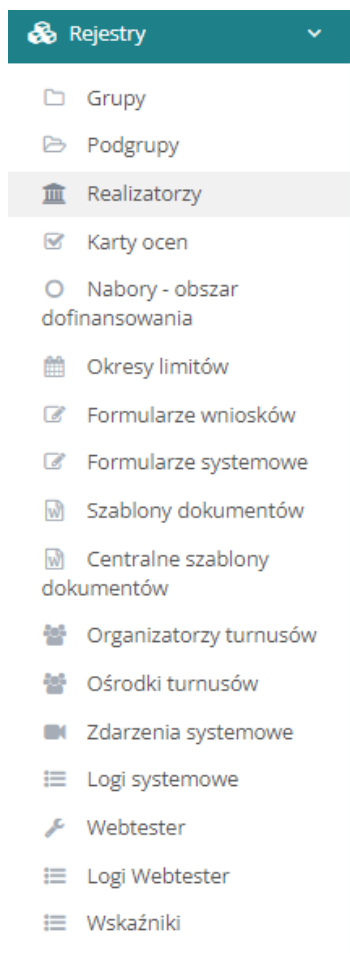 Rejestry
Grupy
Podgrupy
Realizatorzy
Karty ocen
Nabory - obszar
dofinansowania
Okresy limitów
Formularze wniosków
Formularze systemowe
Szablony dokumentów
Centralne szablony
dokumentów
Organizatorzy turnusów
Ośrodki turnusów
Zdarzenia systemowe
Logi systemowe
Webtester
Logi Webtester
Wskaźniki